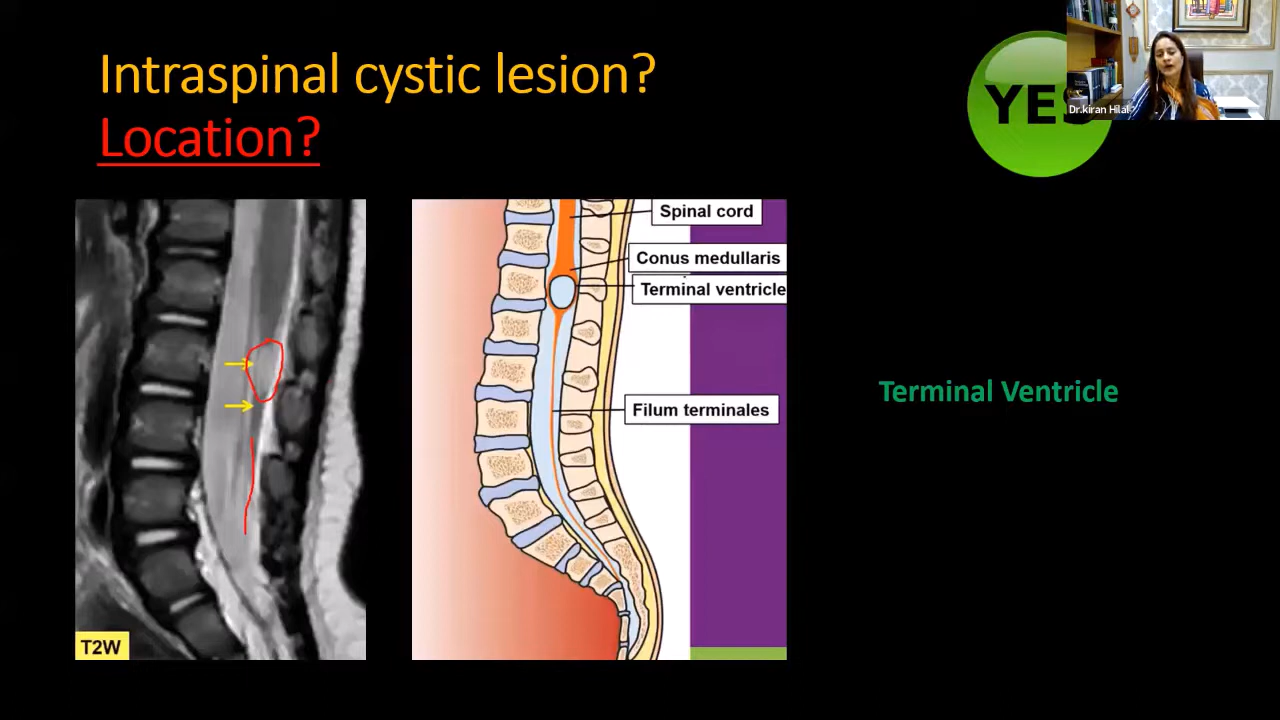 Intraspinal cystic lesion?
Location?
YES
Dr.kiran Hilal
Spinal cord
Conus medullaris
Terminal ventricle
Filum terminales
Terminal Ventricle
T2W